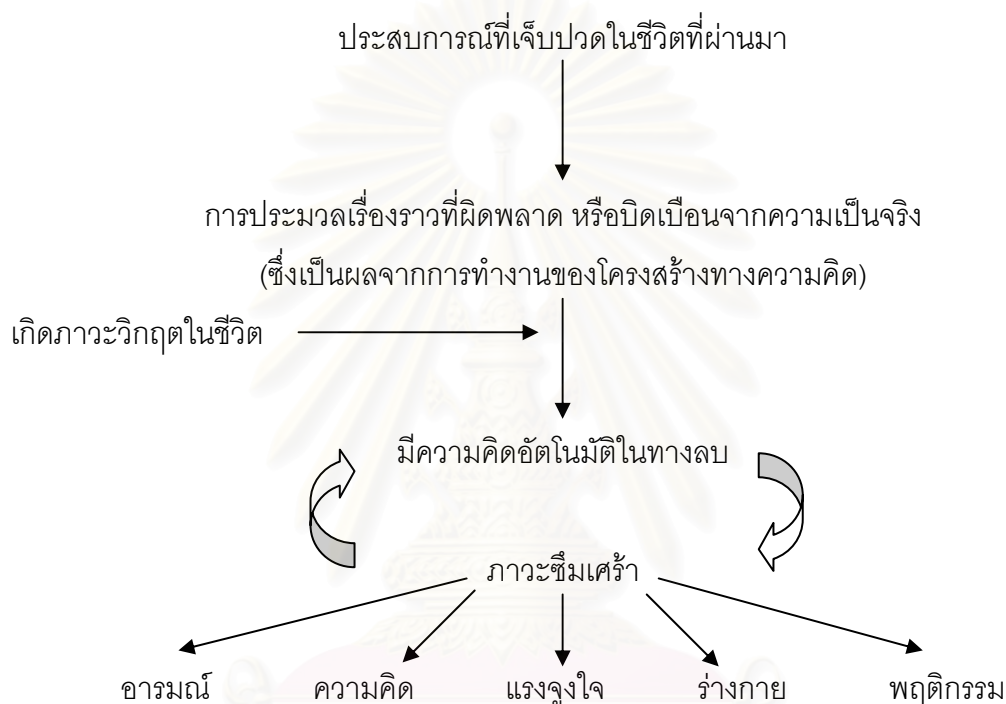 ประสบการณ์ที่เจ็บปวดในชีวิตที่ผ่านมา
การประมวลเรื่องราวที่ผิดพลาด หรือบิดเบือนจากความเป็นจริง
(ซึ่งเป็นผลจากการทำงานของโครงสร้างทางความคิด)
เกิดภาวะวิกฤตในชีวิต
มีความคิดอัตโนมัติในทางลบ
ภาวะซึมเศร้า
อารมณ์ ความคิด แรงจูงใจ ร่างกาย พฤติกรรม